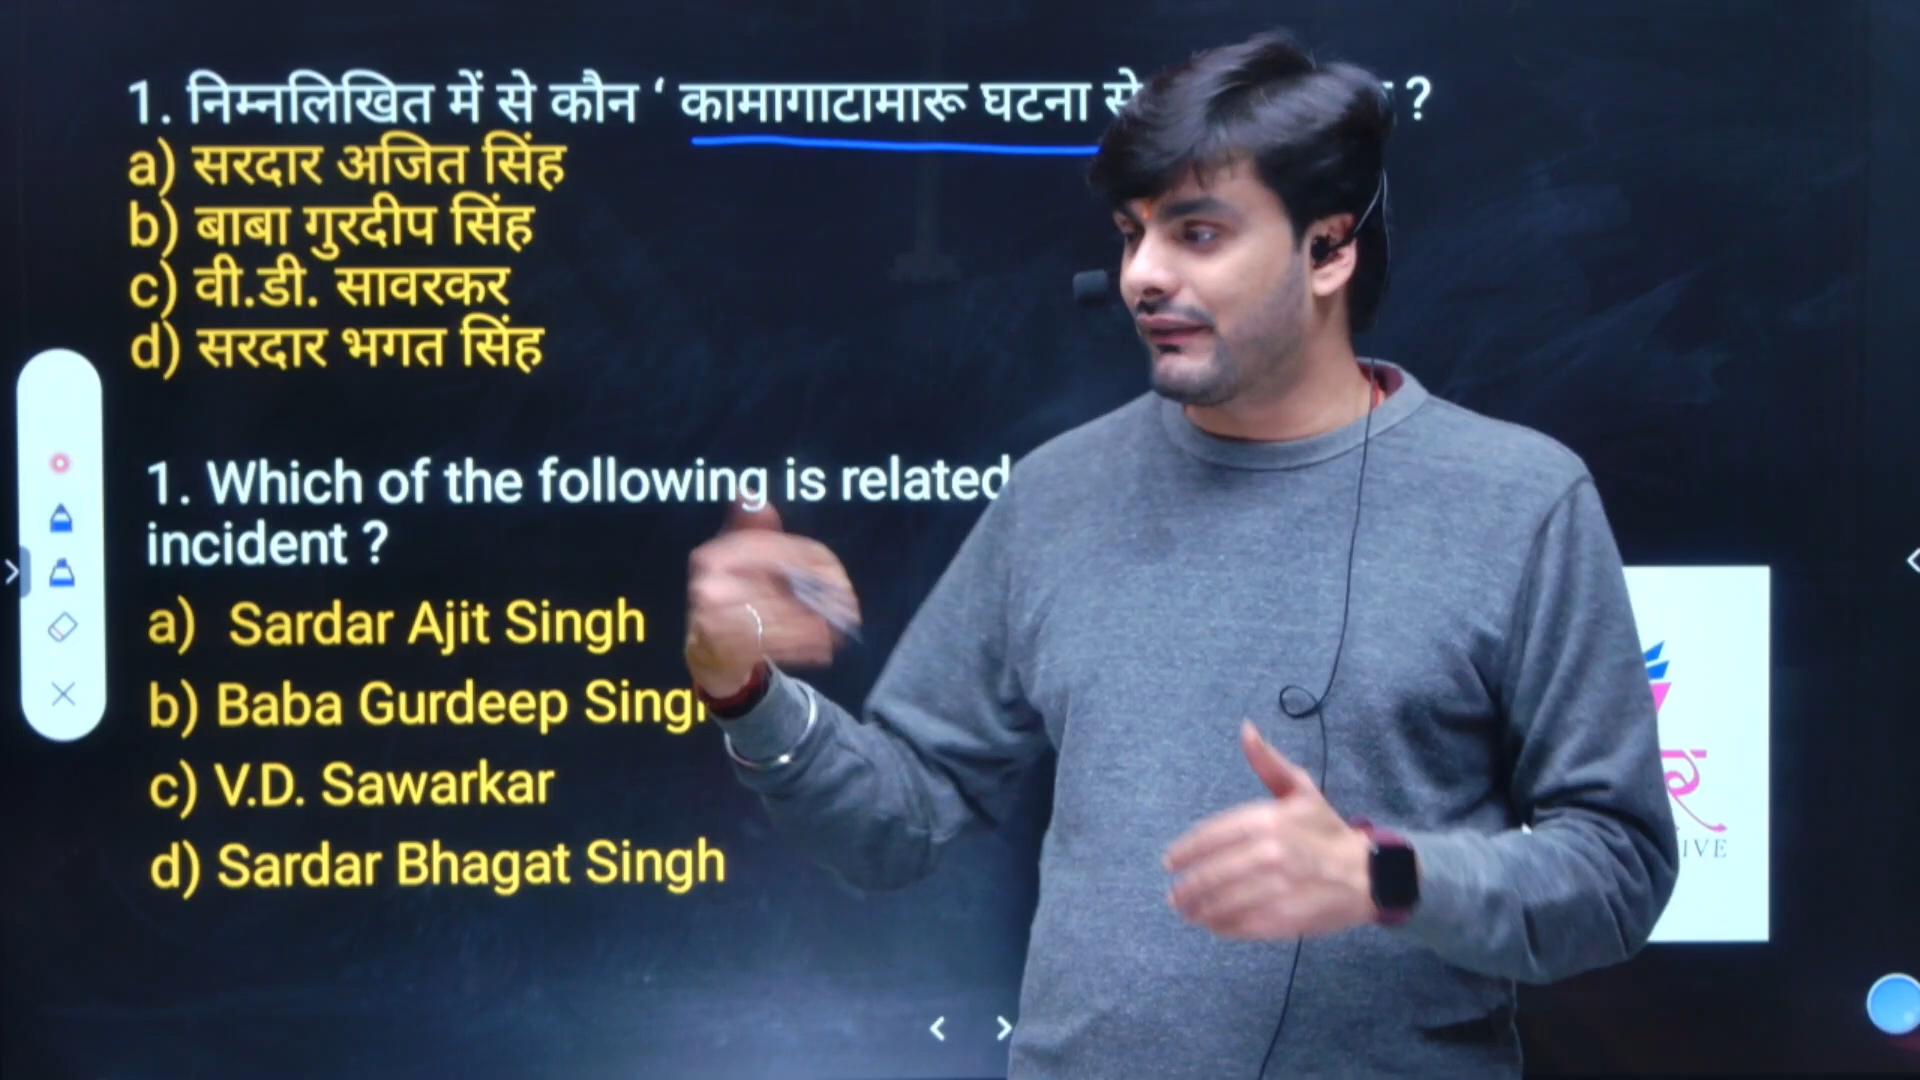 1. निम्नलिखित में से कौन ‘ कामागाटामारू घटना से ?
a) सरदार अजित सिंह
b) बाबा गुरदीप सिंह
c) वी.डी. सावरकर
d) सरदार भगत सिंह
1. Which of the following is related
incident ?
a) Sardar Ajit Singh
b) Baba Gurdeep Singh
c) V.D. Sawarkar
d) Sardar Bhagat Singh